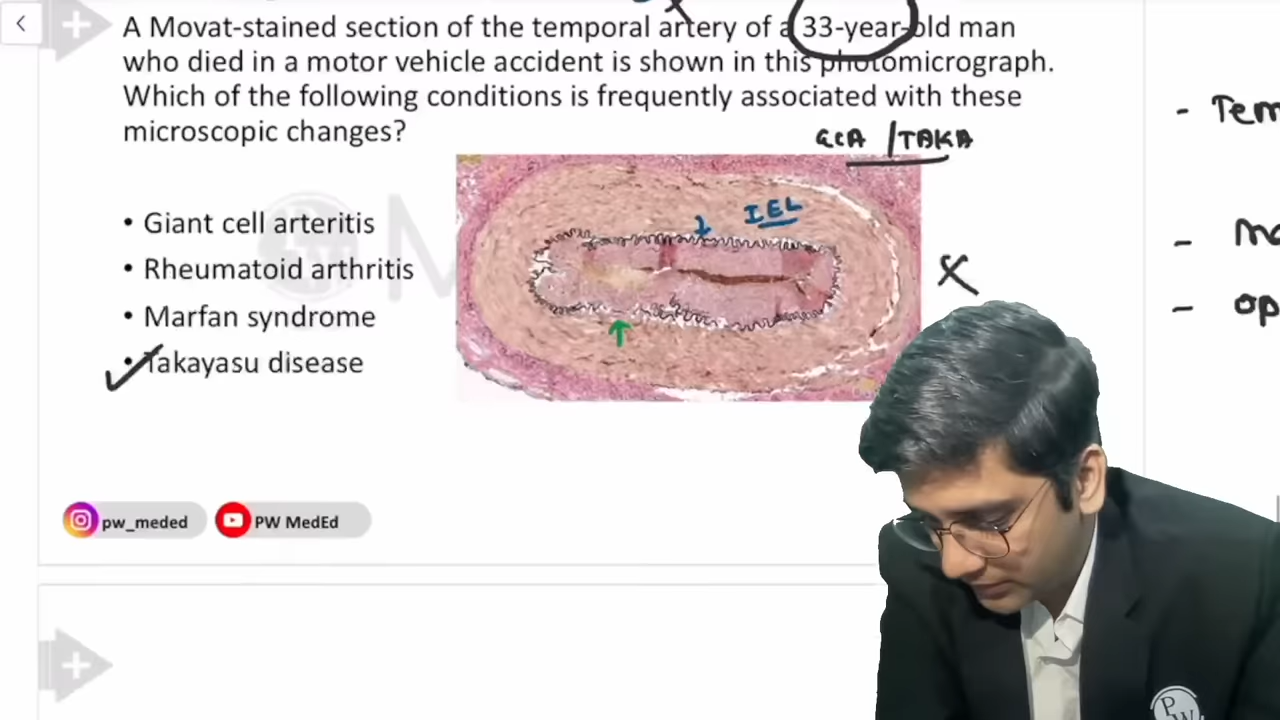 A Movat-stained section of the temporal artery of a 33-year-old man
who died in a motor vehicle accident is shown in this photomicrograph.
Which of the following conditions is frequently associated with these
microscopic changes?
GCA / TAKA
IEL
• Giant cell arteritis
• Rheumatoid arthritis
• Marfan syndrome
• Takayasu disease
- Tem
-
- op
pw_meded
PW MedEd
PW